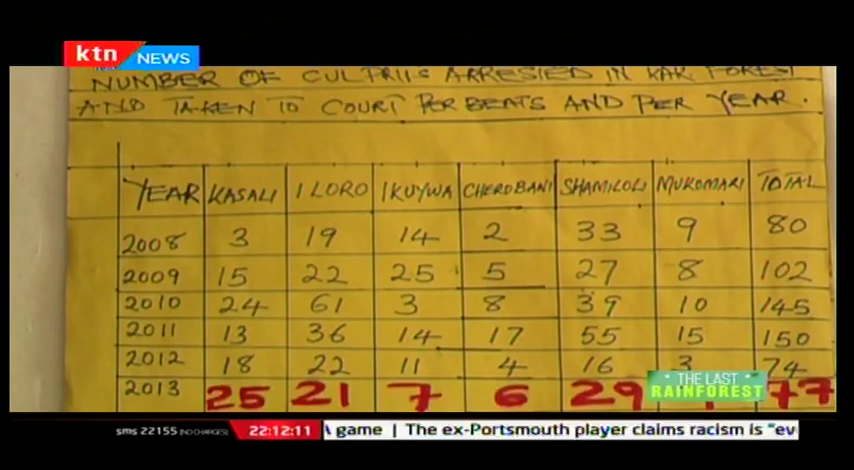 ktn NEWS
NUMBER OF CULPRITS ARRESTED IN KAK FOREST
AND TAKEN TO COURT PER BEATS AND PER YEAR.
YEAR KASALI ILORO IKUYWA CHEROBANI SHAMILOLI MUKOMARI TOTAL
2008 3 19 14 2 33 9 80
2009 15 22 25 5 27 8 102
2010 24 61 3 8 39 10 145
2011 13 36 14 17 55 15 150
2012 18 22 11 4 16 3 74
2013 25 21 7 6 29 77
THE LAST
RAINFOREST
sms 22155 (NO CHARGES) 22:12:11 A game | The ex-Portsmouth player claims racism is "ev